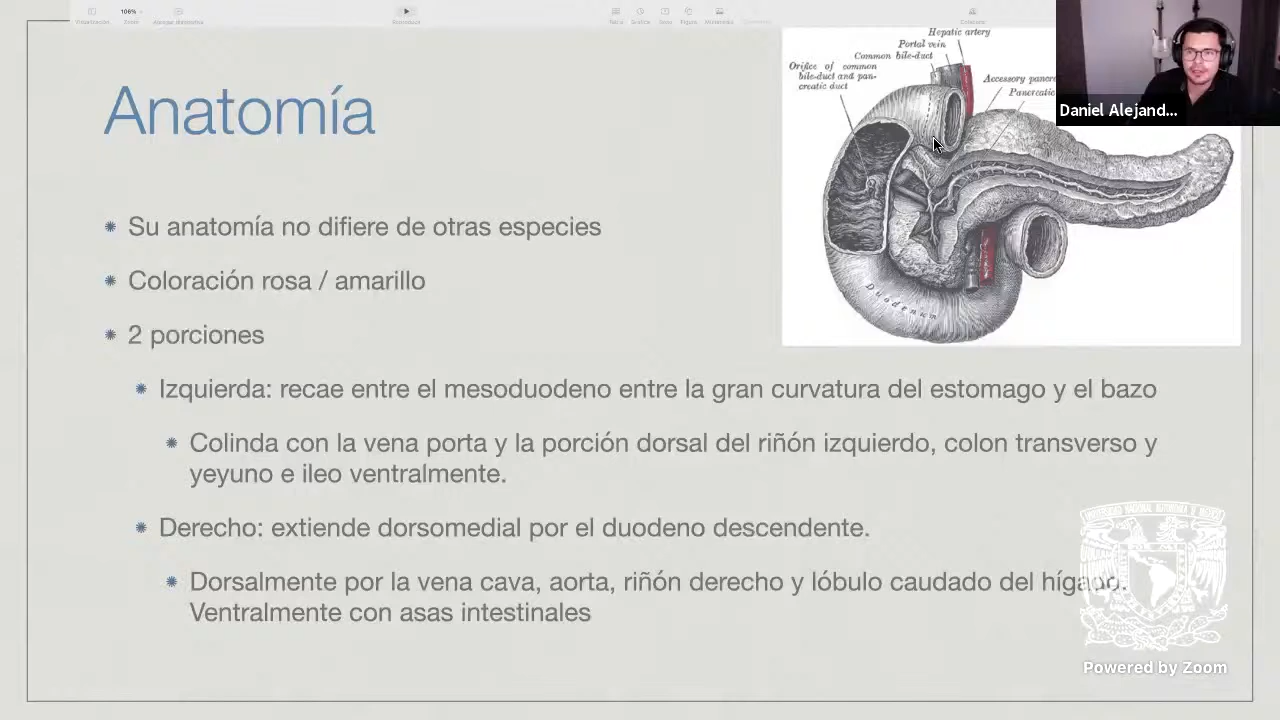 106%
Reproducir
Hepatic artery
Portal vein
Common bile-duct
Orifice of common
bile-duct and pan-
creatic duct
Accessory pancre
Pancreatic
Daniel Alejand...
Anatomía
Su anatomía no difiere de otras especies
Coloración rosa / amarillo
2 porciones
Duodenum
Izquierda: recae entre el mesoduodeno entre la gran curvatura del estomago y el bazo
Colinda con la vena porta y la porción dorsal del riñón izquierdo, colon transverso y
yeyuno e ileo ventralmente.
Derecho: extiende dorsomedial por el duodeno descendente.
Dorsalmente por la vena cava, aorta, riñón derecho y lóbulo caudado del hígado.
Ventralmente con asas intestinales
Powered by Zoom